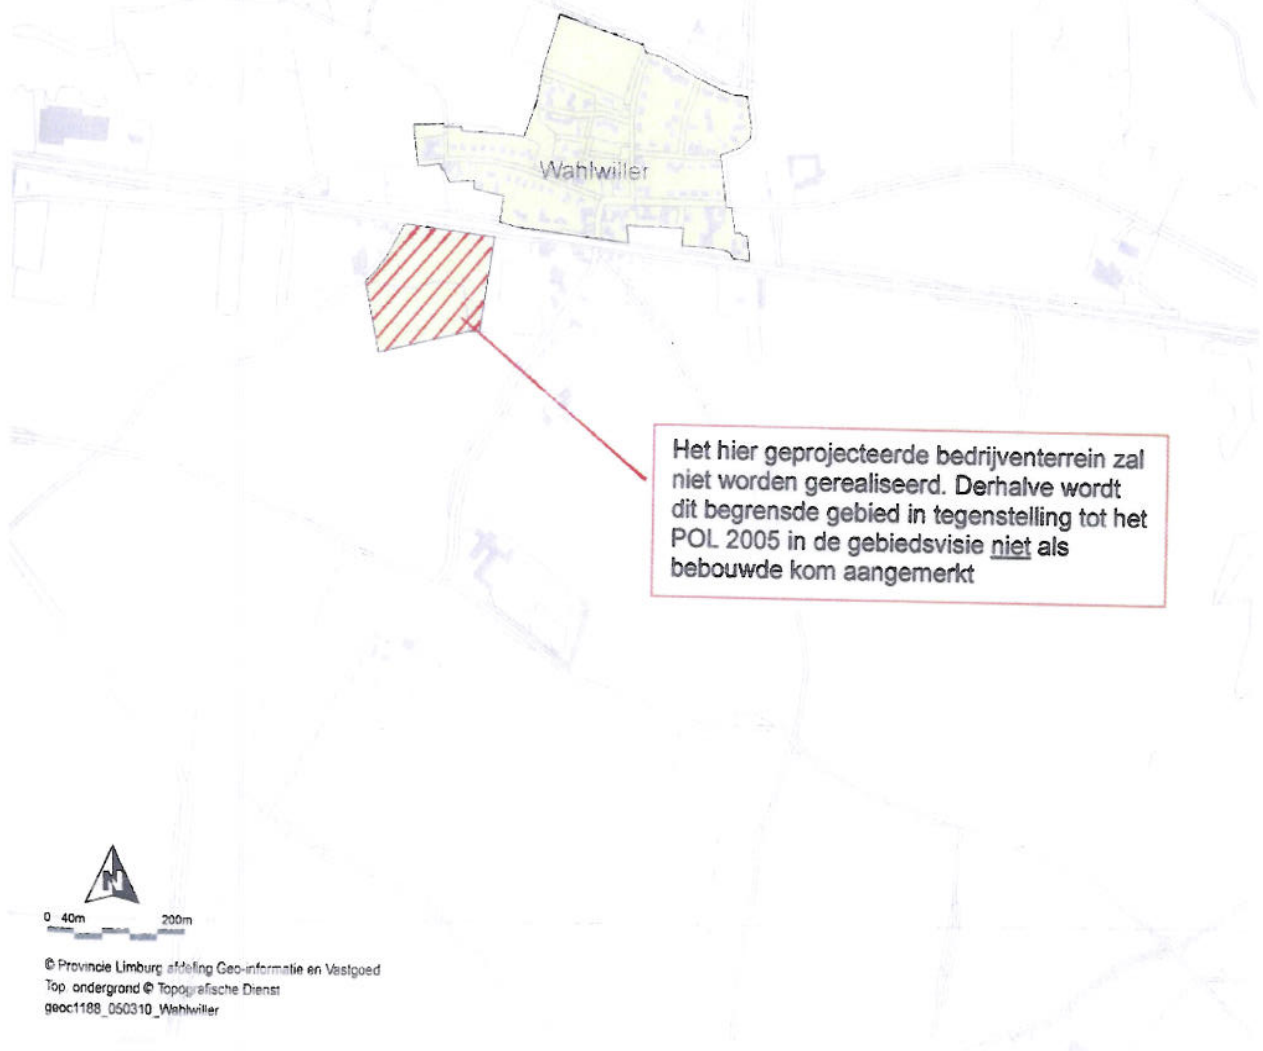 Wahlwiller
Het hier geprojecteerde bedrijventerrein zal
niet worden gerealiseerd. Derhalve wordt
dit begrensde gebied in tegenstelling tot het
POL 2005 in de gebiedsvisie niet als
bebouwde kom aangemerkt
N
0 40m 200m
© Provincie Limburg afdeling Geo-informatie en Vastgoed
Top. ondergrond © Topografische Dienst
geoc1188_050310_Wahlwiller